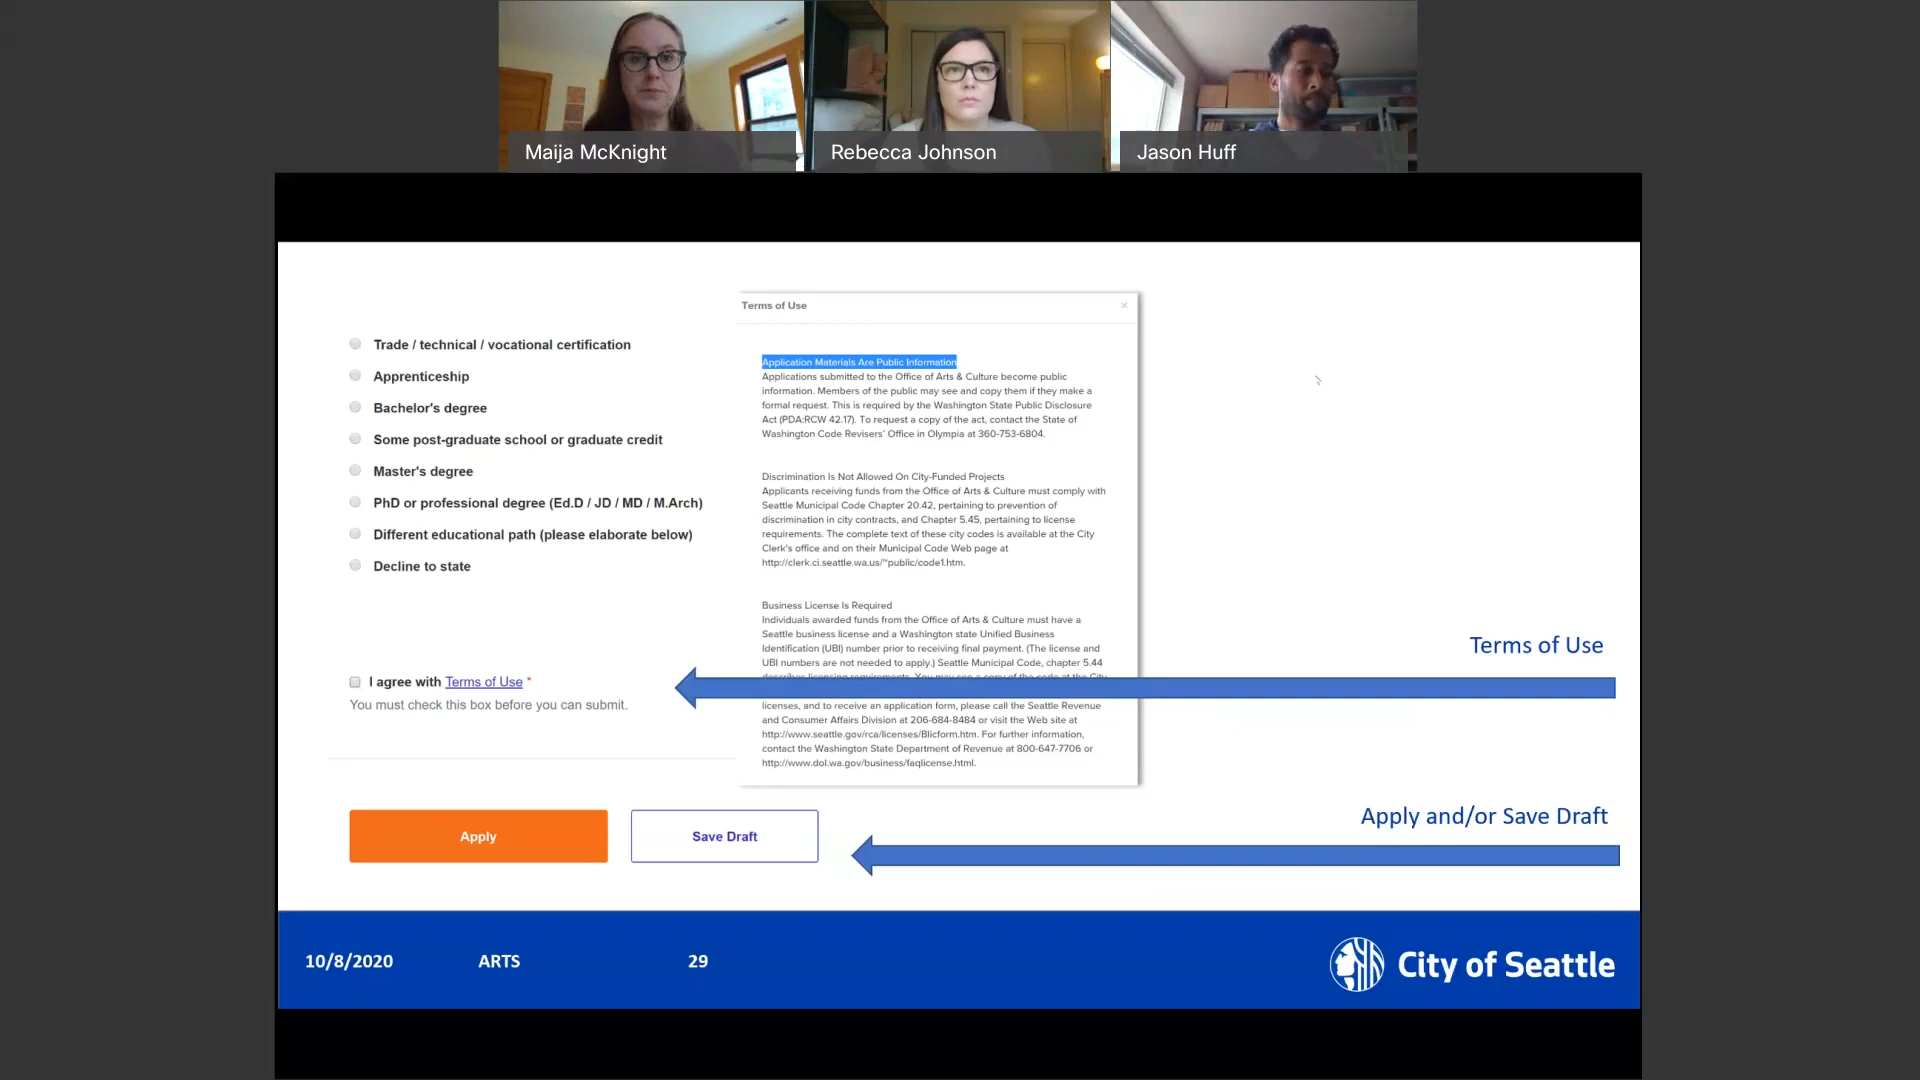 Maija McKnight
Rebecca Johnson
Jason Huff
Trade / technical / vocational certification
Apprenticeship
Bachelor's degree
Some post-graduate school or graduate credit
Master's degree
PhD or professional degree (Ed.D / JD / MD / M.Arch)
Different educational path (please elaborate below)
Decline to state
I agree with Terms of Use *
You must check this box before you can submit.
Apply
Save Draft
Terms of Use ×
Application Materials Are Public Information
Applications submitted to the Office of Arts & Culture become public
information. Members of the public may see and copy them if they make a
formal request. This is required by the Washington State Public Disclosure
Act (PDA:RCW 42.17). To request a copy of the act, contact the State of
Washington Code Revisers' Office in Olympia at 360-753-6804.
Discrimination Is Not Allowed On City-Funded Projects
Applicants receiving funds from the Office of Arts & Culture must comply with
Seattle Municipal Code Chapter 20.42, pertaining to prevention of
discrimination in city contracts, and Chapter 5.45, pertaining to license
requirements. The complete text of these city codes is available at the City
Clerk's office and on their Municipal Code Web page at
http://clerk.ci.seattle.wa.us/~public/code1.htm.
Business License Is Required
Individuals awarded funds from the Office of Arts & Culture must have a
Seattle business license and a Washington state Unified Business
Identification (UBI) number prior to receiving final payment. (The license and
UBI numbers are not needed to apply.) Seattle Municipal Code, chapter 5.44
describes licensing requirements. You may see a copy of the code at the City
licenses, and to receive an application form, please call the Seattle Revenue
and Consumer Affairs Division at 206-684-8484 or visit the Web site at
http://www.seattle.gov/rca/licenses/Blicform.htm. For further information,
contact the Washington State Department of Revenue at 800-647-7706 or
http://www.dol.wa.gov/business/faqlicense.html.
Terms of Use
Apply and/or Save Draft
10/8/2020 ARTS 29
City of Seattle